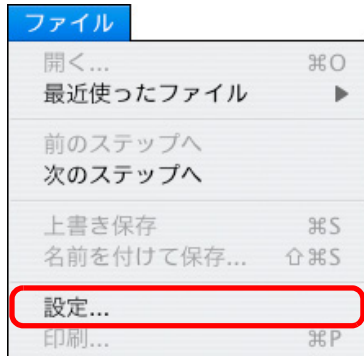 ファイル
開く... ⌘O
最近使ったファイル ▶
前のステップへ
次のステップへ
上書き保存 ⌘S
名前を付けて保存... ⇧⌘S
設定...
印刷... ⌘P